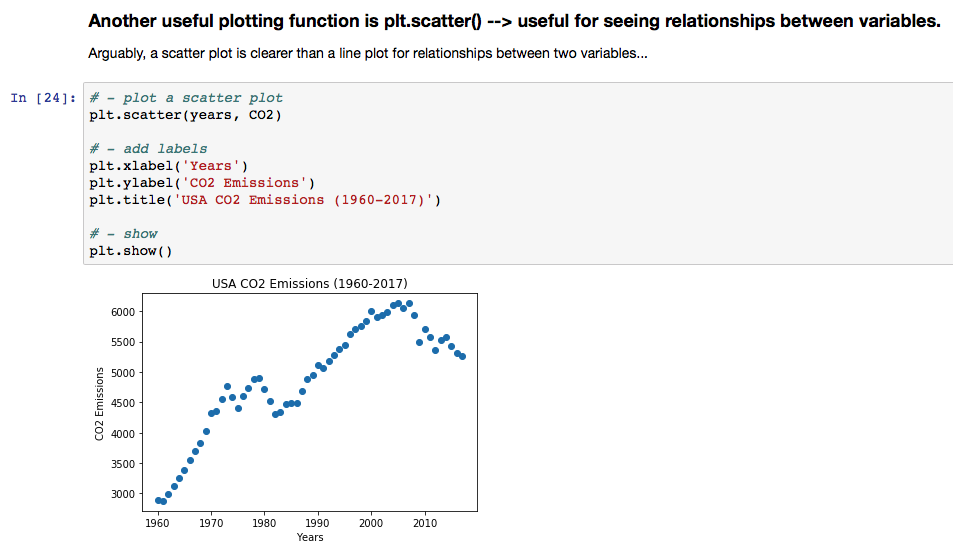 Another useful plotting function is plt.scatter() --> useful for seeing relationships between variables.
Arguably, a scatter plot is clearer than a line plot for relationships between two variables...
In [24]:
# - plot a scatter plot
plt.scatter(years, CO2)
# - add labels
plt.xlabel('Years')
plt.ylabel('CO2 Emissions')
plt.title('USA CO2 Emissions (1960-2017)')
# - show
plt.show()
USA CO2 Emissions (1960-2017)
CO2 Emissions
6000
5500
5000
4500
4000
3500
3000
1960 1970 1980 1990 2000 2010
Years